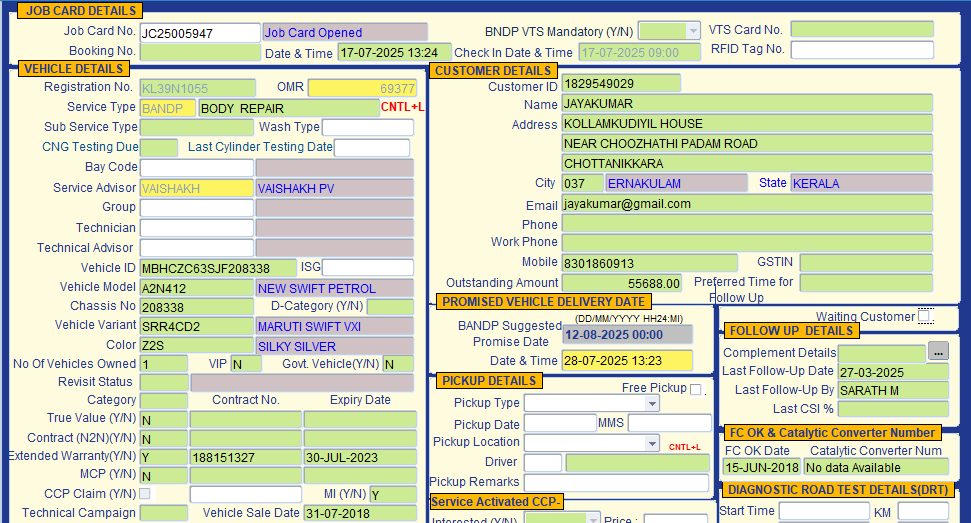 JOB CARD DETAILS
Job Card No. JC25005947 Job Card Opened BNDP VTS Mandatory (Y/N) VTS Card No.
Booking No. Date & Time 17-07-2025 13:24 Check In Date & Time 17-07-2025 09:00 RFID Tag No.
VEHICLE DETAILS
Registration No. KL39N1055 OMR 69377
Service Type BANDP BODY REPAIR CNTL+L
Sub Service Type Wash Type
CNG Testing Due Last Cylinder Testing Date
Bay Code
Service Advisor VAISHAKH VAISHAKH PV
Group
Technician
Technical Advisor
Vehicle ID MBHCZC63SJF208338 ISG
Vehicle Model A2N412 NEW SWIFT PETROL
Chassis No 208338 D-Category (Y/N)
Vehicle Variant SRR4CD2 MARUTI SWIFT VXI
Color Z2S SILKY SILVER
No Of Vehicles Owned 1 VIP N Govt. Vehicle(Y/N) N
Revisit Status
Category Contract No. Expiry Date
True Value (Y/N) N
Contract (N2N)(Y/N) N
Extended Warranty(Y/N) Y 188151327 30-JUL-2023
MCP (Y/N) N
CCP Claim (Y/N) MI (Y/N) Y
Technical Campaign Vehicle Sale Date 31-07-2018
CUSTOMER DETAILS
Customer ID 1829549029
Name JAYAKUMAR
Address KOLLAMKUDIYIL HOUSE
NEAR CHOOZHATHI PADAM ROAD
CHOTTANIKKARA
City 037 ERNAKULAM State KERALA
Email jayakumar@gmail.com
Phone
Work Phone
Mobile 8301860913 GSTIN
Outstanding Amount 55688.00 Preferred Time for
Follow Up
PROMISED VEHICLE DELIVERY DATE
(DD/MM/YYYY HH24:MI)
BANDP Suggested
Promise Date 12-08-2025 00:00
Date & Time 28-07-2025 13:23
PICKUP DETAILS
Free Pickup
Pickup Type
Pickup Date MMS
Pickup Location CNTL+L
Driver
Pickup Remarks
Service Activated CCP-
Interested (Y/N) Price :
Waiting Customer
FOLLOW UP DETAILS
Complement Details ...
Last Follow-Up Date 27-03-2025
Last Follow-Up By SARATH M
Last CSI %
FC OK & Catalytic Converter Number
FC OK Date Catalytic Converter Num
15-JUN-2018 No data Available
DIAGNOSTIC ROAD TEST DETAILS(DRT)
Start Time KM